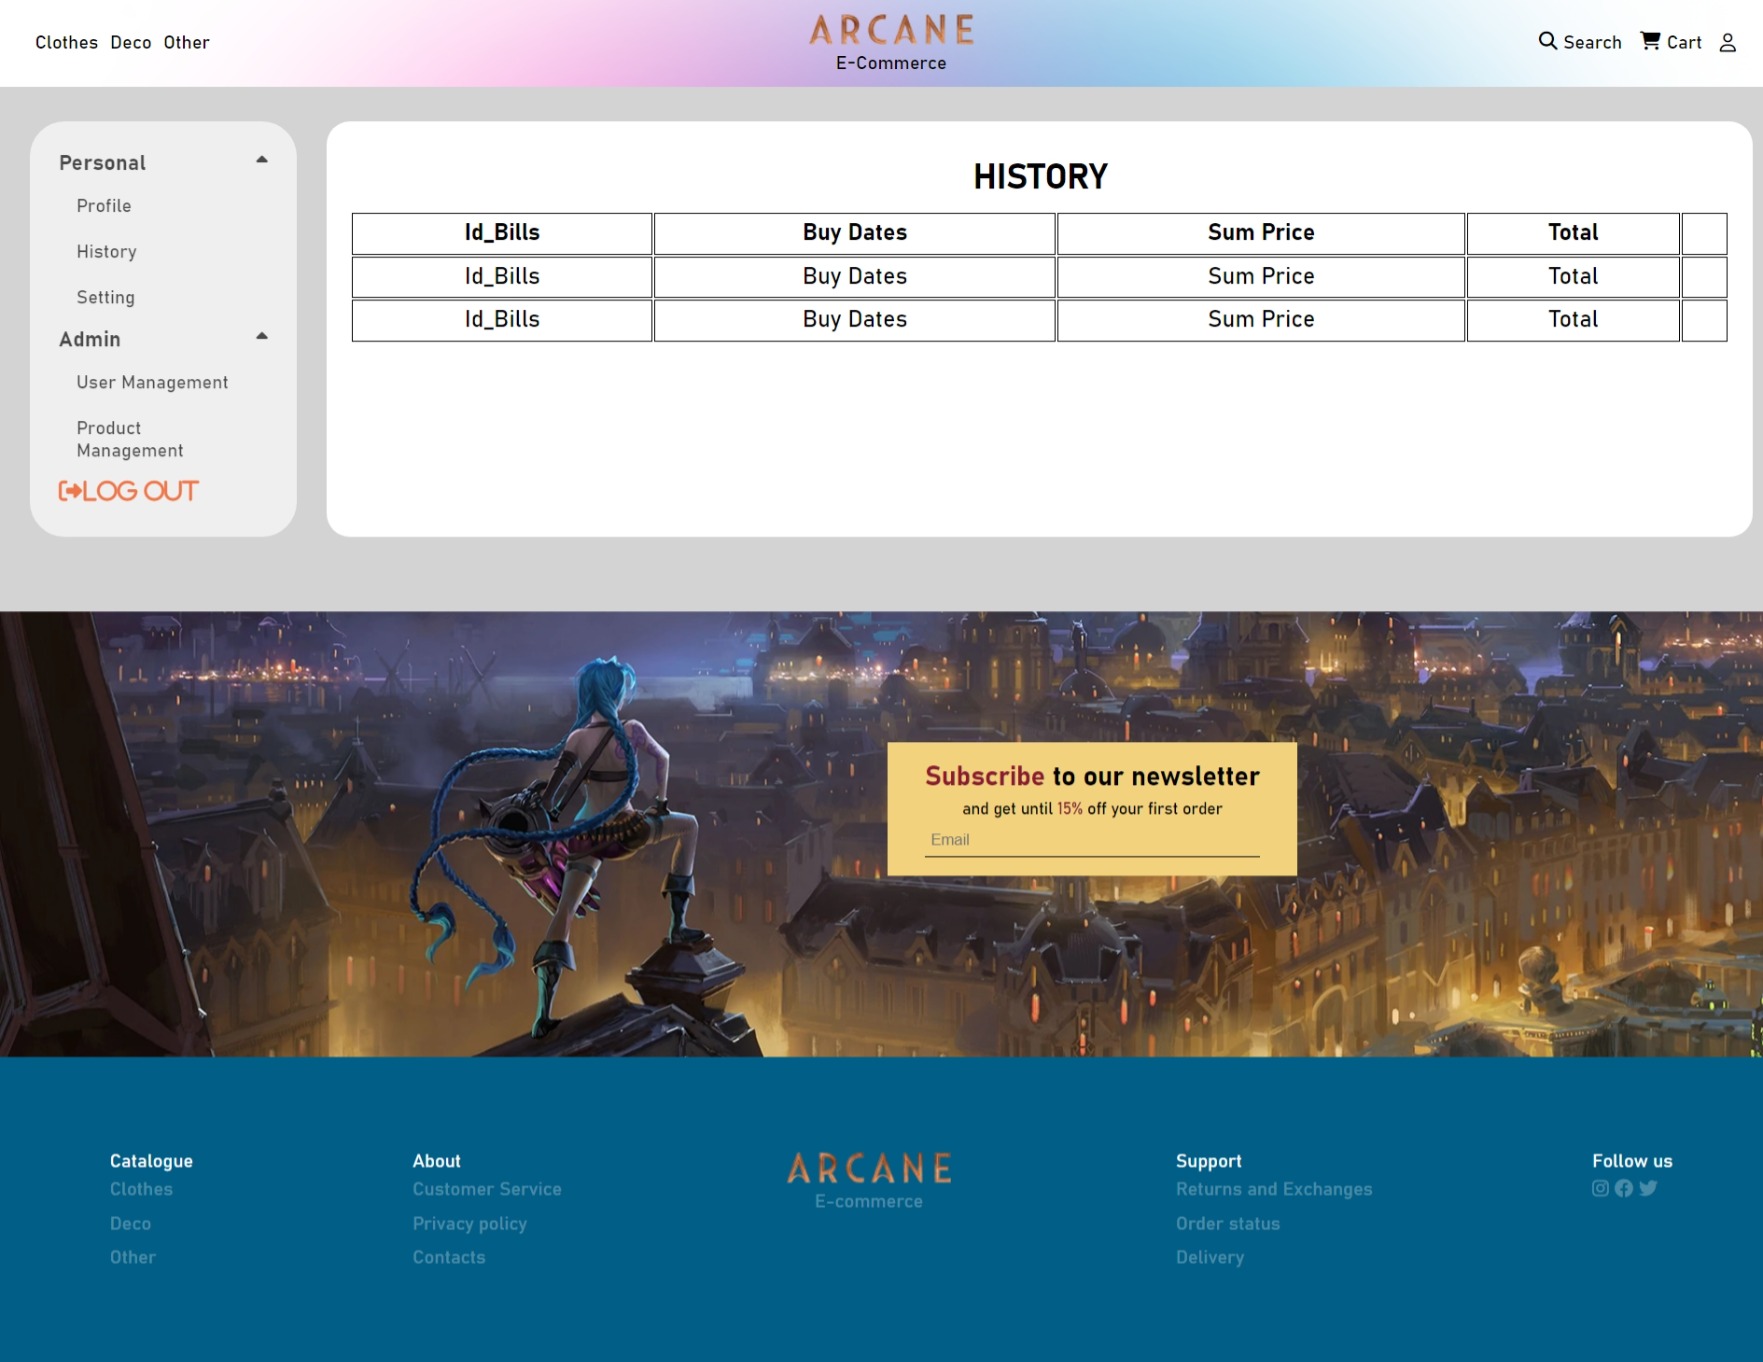 Clothes Deco Other
ARCANE
E-Commerce
Search Cart
Personal
Profile
History
Setting
Admin
User Management
Product
Management
LOG OUT
HISTORY
Id_Bills Buy Dates Sum Price Total
Id_Bills Buy Dates Sum Price Total
Id_Bills Buy Dates Sum Price Total
Subscribe to our newsletter
and get until 15% off your first order
Email
Catalogue
Clothes
Deco
Other
About
Customer Service
Privacy policy
Contacts
ARCANE
E-commerce
Support
Returns and Exchanges
Order status
Delivery
Follow us